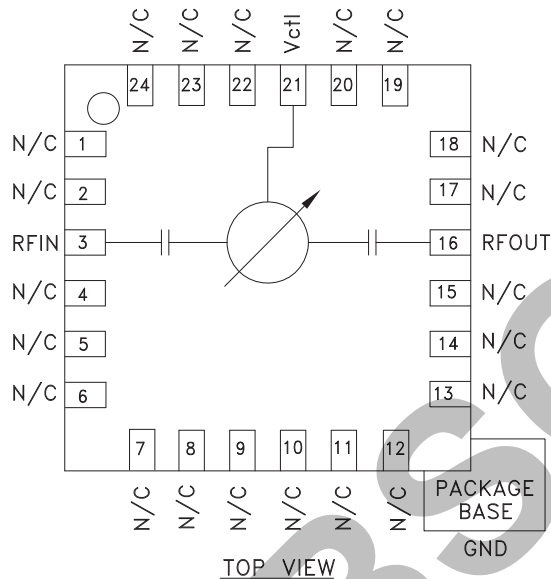 N/C N/C N/C Vctl N/C N/C
24 23 22 21 20 19
N/C 1 18 N/C
N/C 2 17 N/C
RFIN 3 16 RFOUT
N/C 4 15 N/C
N/C 5 14 N/C
N/C 6 13 N/C
7 8 9 10 11 12
N/C N/C N/C N/C N/C N/C
PACKAGE
BASE
GND
TOP VIEW